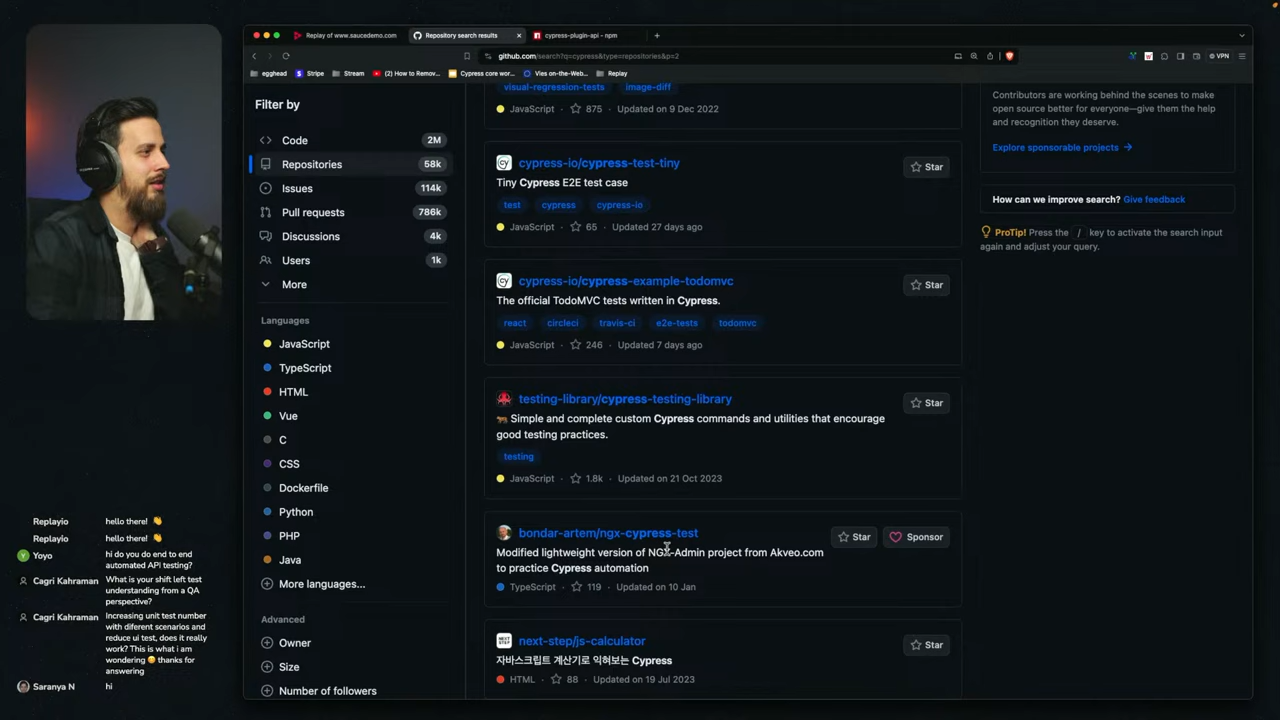 Replay of www.saucedemo.com
Repository search results
cypress-plugin-api - npm
github.com/search?q=cypress&type=repositories&p=2
VPN
egghead
Stripe
Stream
(2) How to Remov...
Cypress core wor...
Vies on-the-Web...
Replay
Filter by
Code 2M
Repositories 58k
Issues 114k
Pull requests 786k
Discussions 4k
Users 1k
More
Languages
JavaScript
TypeScript
HTML
Vue
C
CSS
Dockerfile
Python
PHP
Java
More languages...
Advanced
Owner
Size
Number of followers
visual-regression-tests image-diff
JavaScript 875 · Updated on 9 Dec 2022
cypress-io/cypress-test-tiny
Star
Tiny Cypress E2E test case
test cypress cypress-io
JavaScript 65 · Updated 27 days ago
cypress-io/cypress-example-todomvc
Star
The official TodoMVC tests written in Cypress.
react circleci travis-ci e2e-tests todomvc
JavaScript 246 · Updated 7 days ago
testing-library/cypress-testing-library
Star
Simple and complete custom Cypress commands and utilities that encourage
good testing practices.
testing
JavaScript · 1.8k · Updated on 21 Oct 2023
bondar-artem/ngx-cypress-test
Star Sponsor
Modified lightweight version of NGX-Admin project from Akveo.com
to practice Cypress automation
TypeScript · 119 · Updated on 10 Jan
next-step/js-calculator
Star
자바스크립트 계산기로 익혀보는 Cypress
HTML · 88 · Updated on 19 Jul 2023
Contributors are working behind the scenes to make
open source better for everyone—give them the help
and recognition they deserve.
Explore sponsorable projects →
How can we improve search? Give feedback
ProTip! Press the / key to activate the search input
again and adjust your query.
Replayio hello there! 👋
Replayio hello there! 👋
Yoyo hi do you do end to end
automated API testing?
Cagri Kahraman What is your shift left test
understanding from a QA
perspective?
Cagri Kahraman Increasing unit test number
with diferent scenarios and
reduce ui test, does it really
work? This is what i am
wondering 😊 thanks for
answering
Saranya N hi